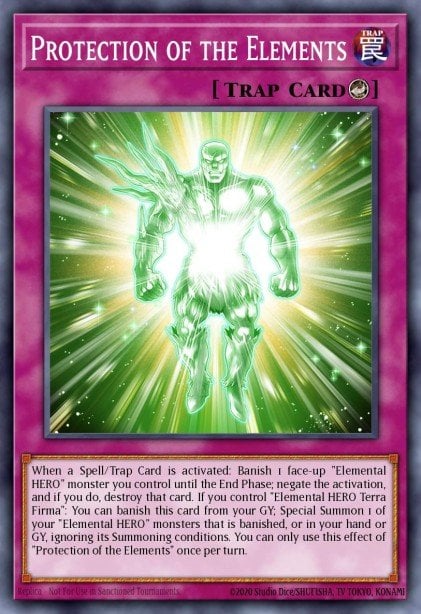 PROTECTION OF THE ELEMENTS
TRAP
罠
[TRAP CARD]
When a Spell/Trap Card is activated: Banish 1 face-up "Elemental
HERO" monster you control until the End Phase; negate the activation,
and if you do, destroy that card. If you control "Elemental HERO Terra
Firma": You can banish this card from your GY; Special Summon 1 of
your "Elemental HERO" monsters that is banished, or in your hand or
GY, ignoring its Summoning conditions. You can only use this effect of
"Protection of the Elements" once per turn.
Replica - Not For Use in Sanctioned Tournaments
©2020 Studio Dice/SHUEISHA, TV TOKYO, KONAMI